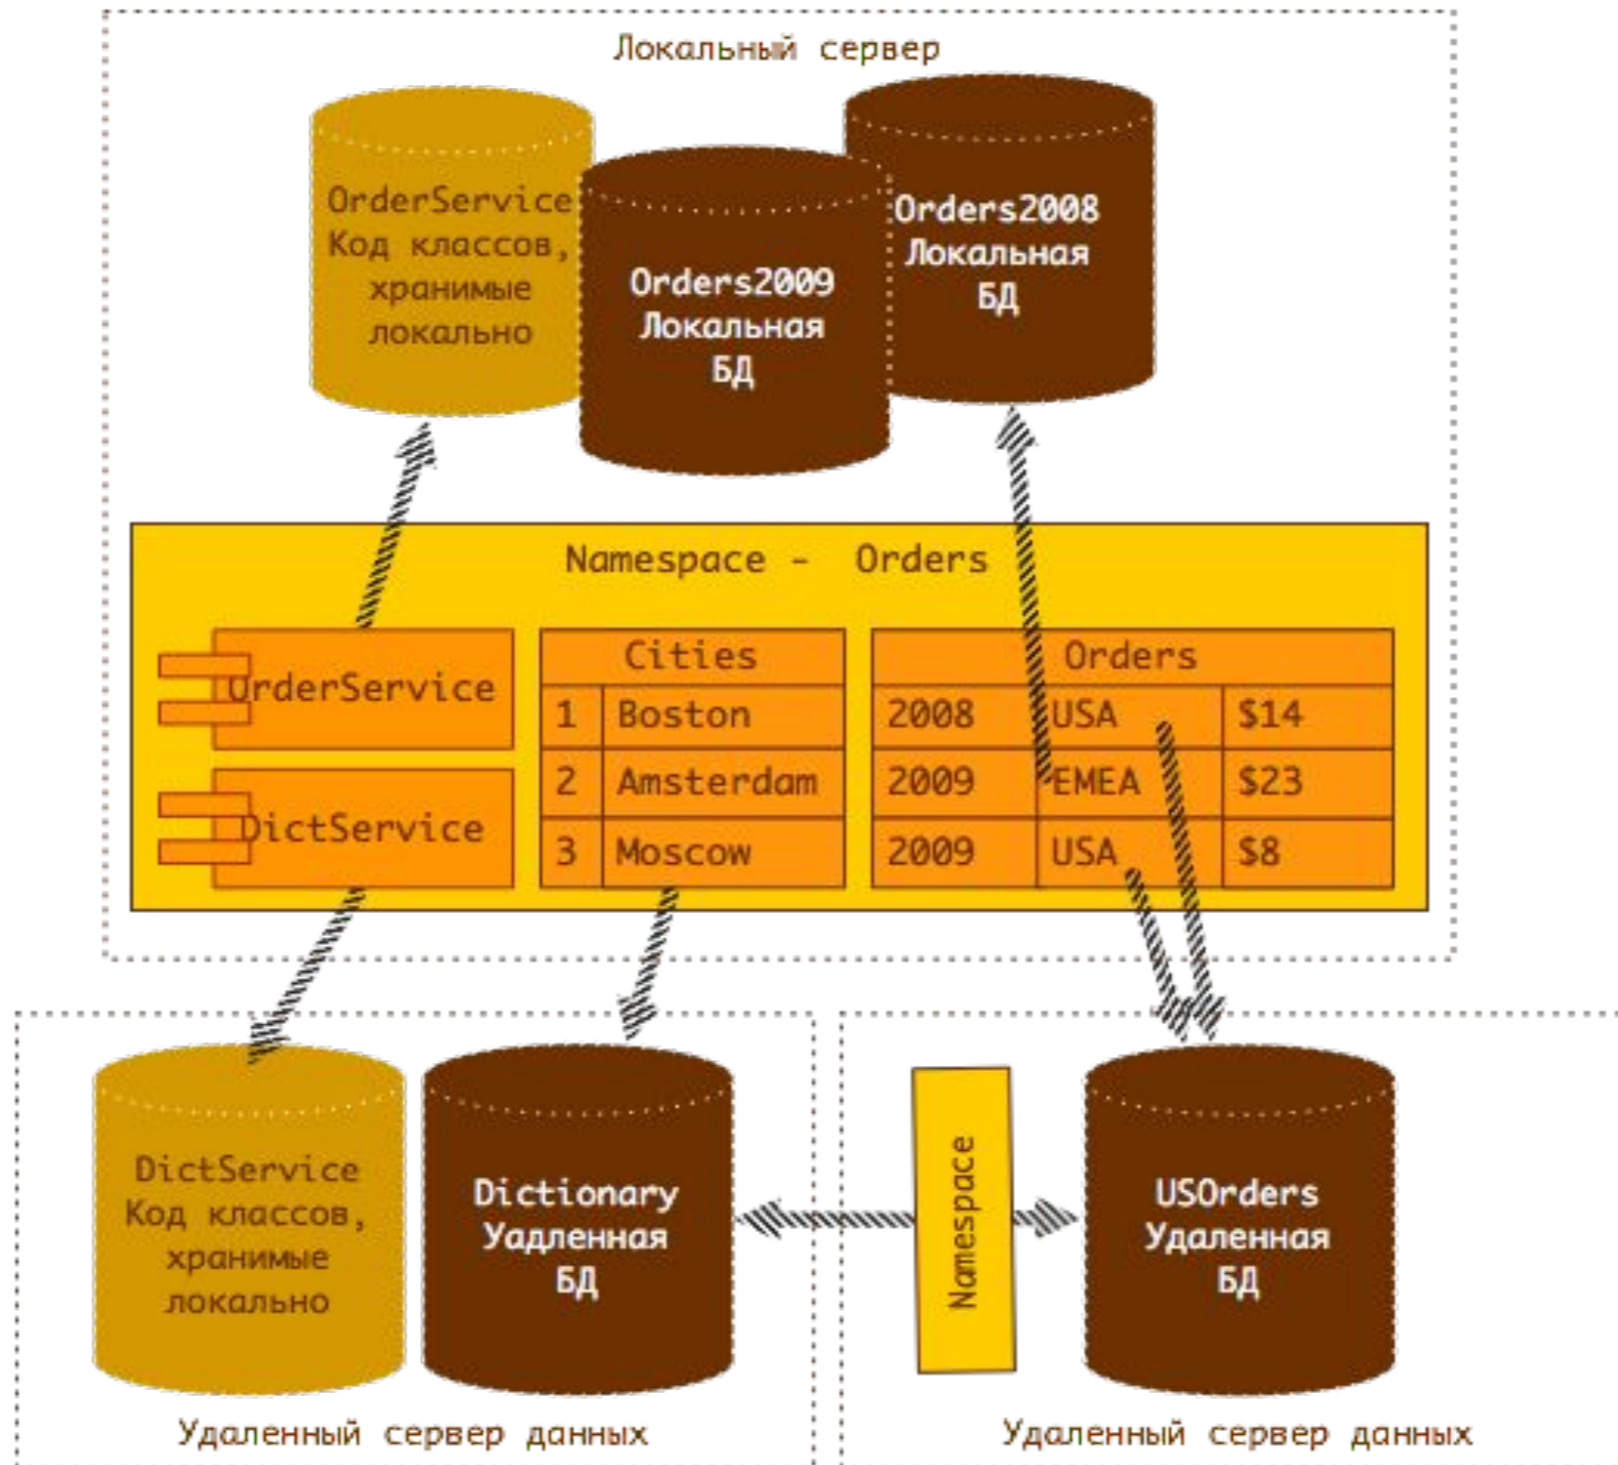 Локальный сервер
OrderService
Код классов,
хранимые
локально
Orders2009
Локальная
БД
Orders2008
Локальная
БД
Namespace - Orders
OrderService
DictService
Cities
1 Boston
2 Amsterdam
3 Moscow
Orders
2008 USA $14
2009 EMEA $23
2009 USA $8
DictService
Код классов,
хранимые
локально
Dictionary
Уадленная
БД
Namespace
USOrders
Удаленная
БД
Удаленный сервер данных
Удаленный сервер данных